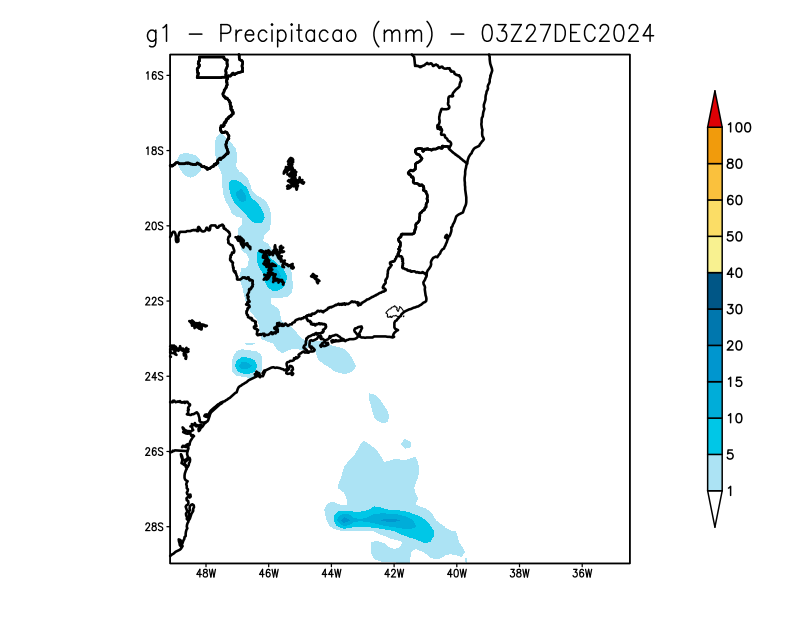 g1 – Precipitacao (mm) – 03Z27DEC2024
16S
18S
20S
22S
24S
26S
28S
48W 46W 44W 42W 40W 38W 36W
100
80
60
50
40
30
20
15
10
5
1